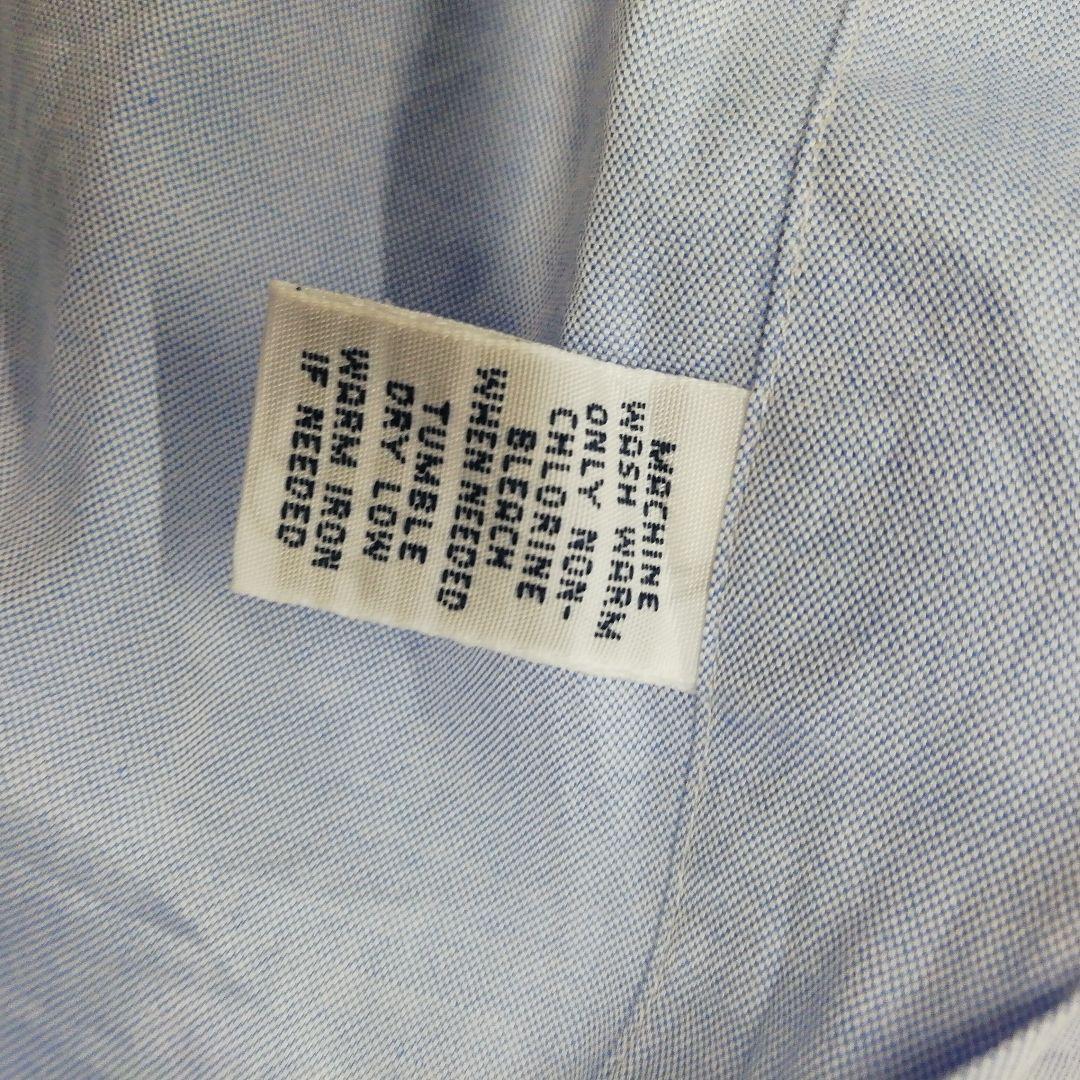 MACHINE
WASH WARM
ONLY NON-
CHLORINE
BLEACH
WHEN NEEDED
TUMBLE
DRY LOW
WARM IRON
IF NEEDED